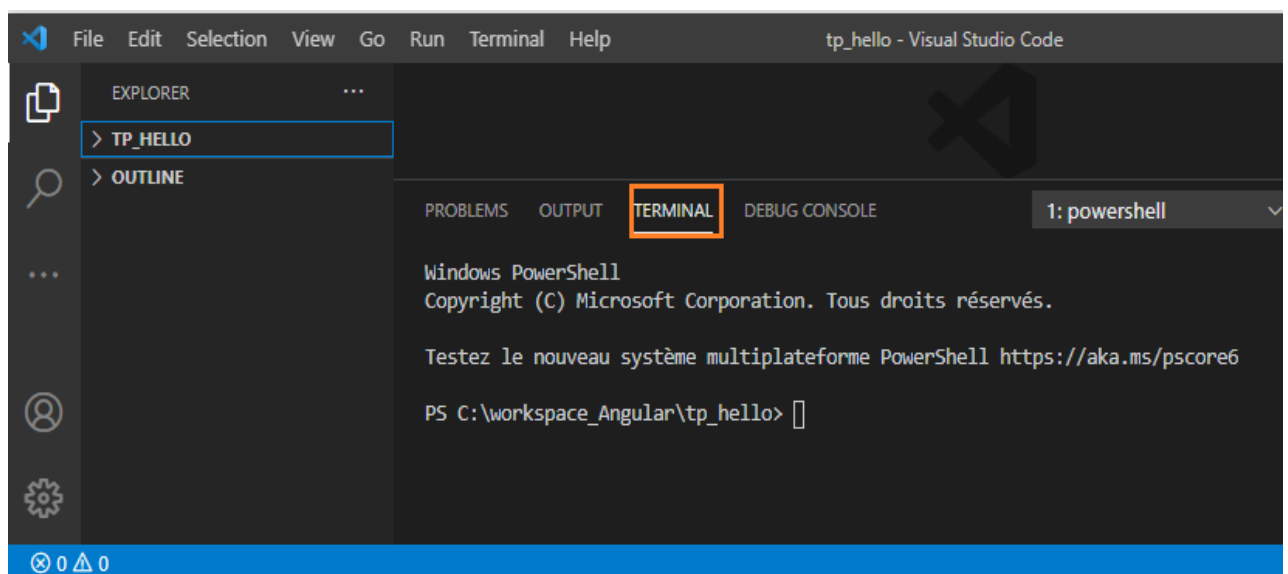 File Edit Selection View Go Run Terminal Help tp_hello - Visual Studio Code
EXPLORER ...
> TP_HELLO
> OUTLINE
PROBLEMS OUTPUT TERMINAL DEBUG CONSOLE 1: powershell
Windows PowerShell
Copyright (C) Microsoft Corporation. Tous droits réservés.
Testez le nouveau système multiplateforme PowerShell https://aka.ms/pscore6
PS C:\workspace_Angular\tp_hello>
0 0